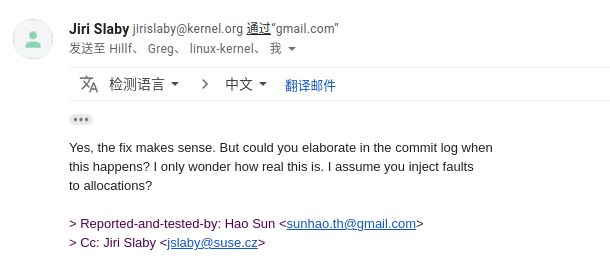 Jiri Slaby jirislaby@kernel.org 通过“gmail.com”
发送至 Hillf、 Greg、 linux-kernel、 我
检测语言 > 中文 翻译邮件
Yes, the fix makes sense. But could you elaborate in the commit log when
this happens? I only wonder how real this is. I assume you inject faults
to allocations?
> Reported-and-tested-by: Hao Sun <sunhao.th@gmail.com>
> Cc: Jiri Slaby <jslaby@suse.cz>